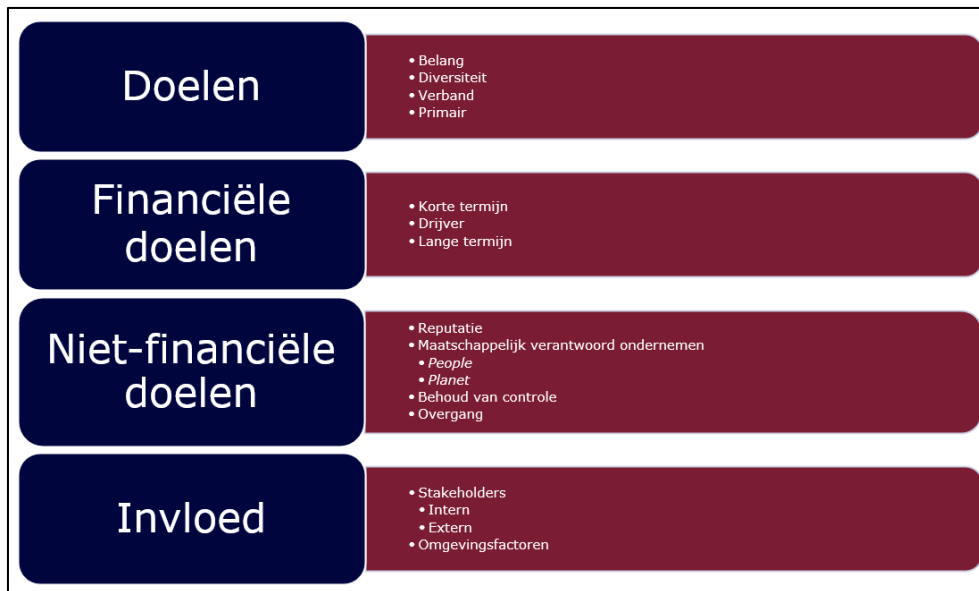 Doelen
• Belang
• Diversiteit
• Verband
• Primair
Financiële
doelen
• Korte termijn
• Drijver
• Lange termijn
Niet-financiële
doelen
• Reputatie
• Maatschappelijk verantwoord ondernemen
• People
• Planet
• Behoud van controle
• Overgang
Invloed
• Stakeholders
• Intern
• Extern
• Omgevingsfactoren